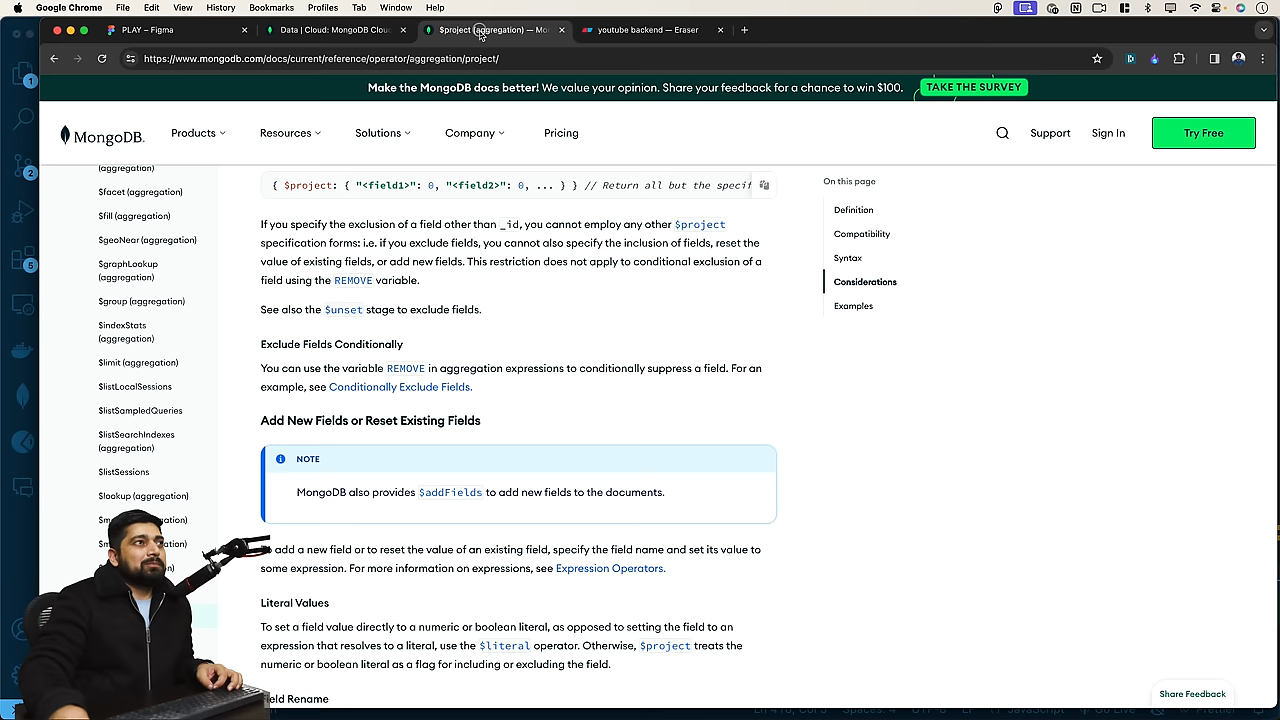 Google Chrome File Edit View History Bookmarks Profiles Tab Window Help
PLAY – Figma
Data | Cloud: MongoDB Cloud
$project (aggregation) — Mon
youtube backend — Eraser
https://www.mongodb.com/docs/current/reference/operator/aggregation/project/
Make the MongoDB docs better! We value your opinion. Share your feedback for a chance to win $100.
TAKE THE SURVEY
MongoDB.
Products
Resources
Solutions
Company
Pricing
Support
Sign In
Try Free
1
2
5
(aggregation)
$facet (aggregation)
$fill (aggregation)
$geoNear (aggregation)
$graphLookup
(aggregation)
$group (aggregation)
$indexStats
(aggregation)
$limit (aggregation)
$listLocalSessions
$listSampledQueries
$listSearchIndexes
(aggregation)
$listSessions
$lookup (aggregation)
{ $project: { "<field1>": 0, "<field2>": 0, ... } } // Return all but the specif
If you specify the exclusion of a field other than _id, you cannot employ any other $project
specification forms: i.e. if you exclude fields, you cannot also specify the inclusion of fields, reset the
value of existing fields, or add new fields. This restriction does not apply to conditional exclusion of a
field using the REMOVE variable.
See also the $unset stage to exclude fields.
Exclude Fields Conditionally
You can use the variable REMOVE in aggregation expressions to conditionally suppress a field. For an
example, see Conditionally Exclude Fields.
Add New Fields or Reset Existing Fields
NOTE
MongoDB also provides $addFields to add new fields to the documents.
add a new field or to reset the value of an existing field, specify the field name and set its value to
some expression. For more information on expressions, see Expression Operators.
Literal Values
To set a field value directly to a numeric or boolean literal, as opposed to setting the field to an
expression that resolves to a literal, use the $literal operator. Otherwise, $project treats the
numeric or boolean literal as a flag for including or excluding the field.
Field Rename
On this page
Definition
Compatibility
Syntax
Considerations
Examples
Share Feedback